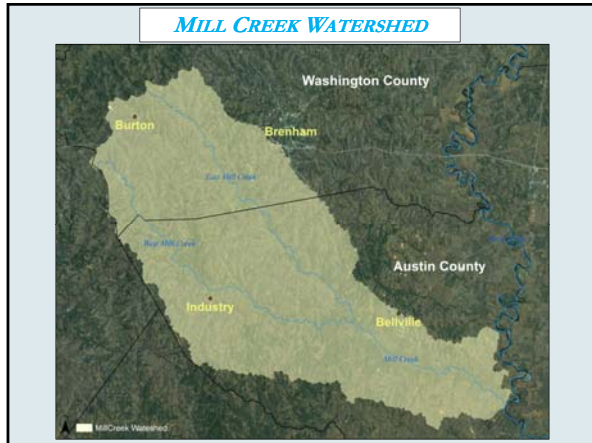 MILL CREEK WATERSHED
Washington County
Burton
Brenham
East Mill Creek
West Mill Creek
Austin County
Industry
Bellville
Mill Creek
MillCreek Watershed